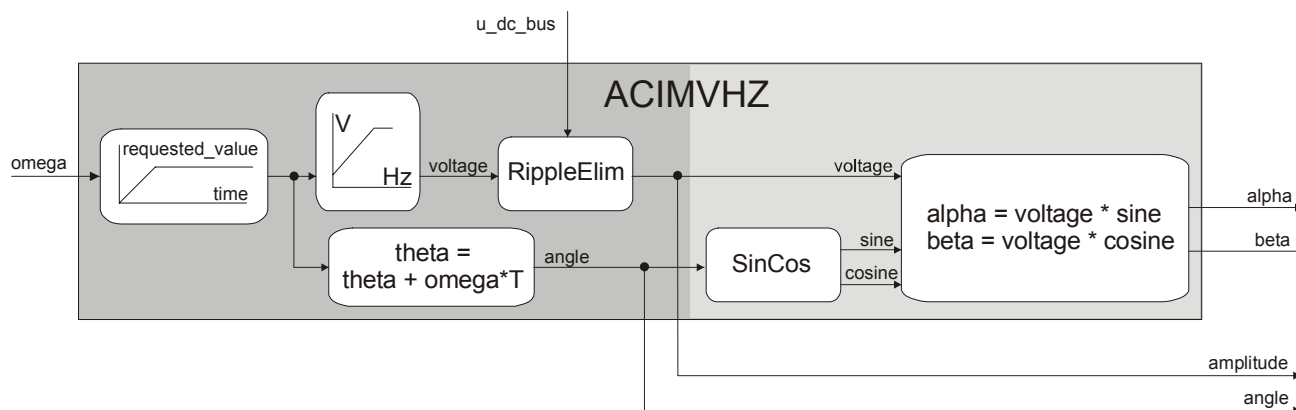 u_dc_bus
ACIMVHZ
omega
requested_value
time
V
Hz
voltage
RippleElim
voltage
theta =
theta + omega*T
angle
SinCos
sine
cosine
alpha = voltage * sine
beta = voltage * cosine
alpha
beta
amplitude
angle